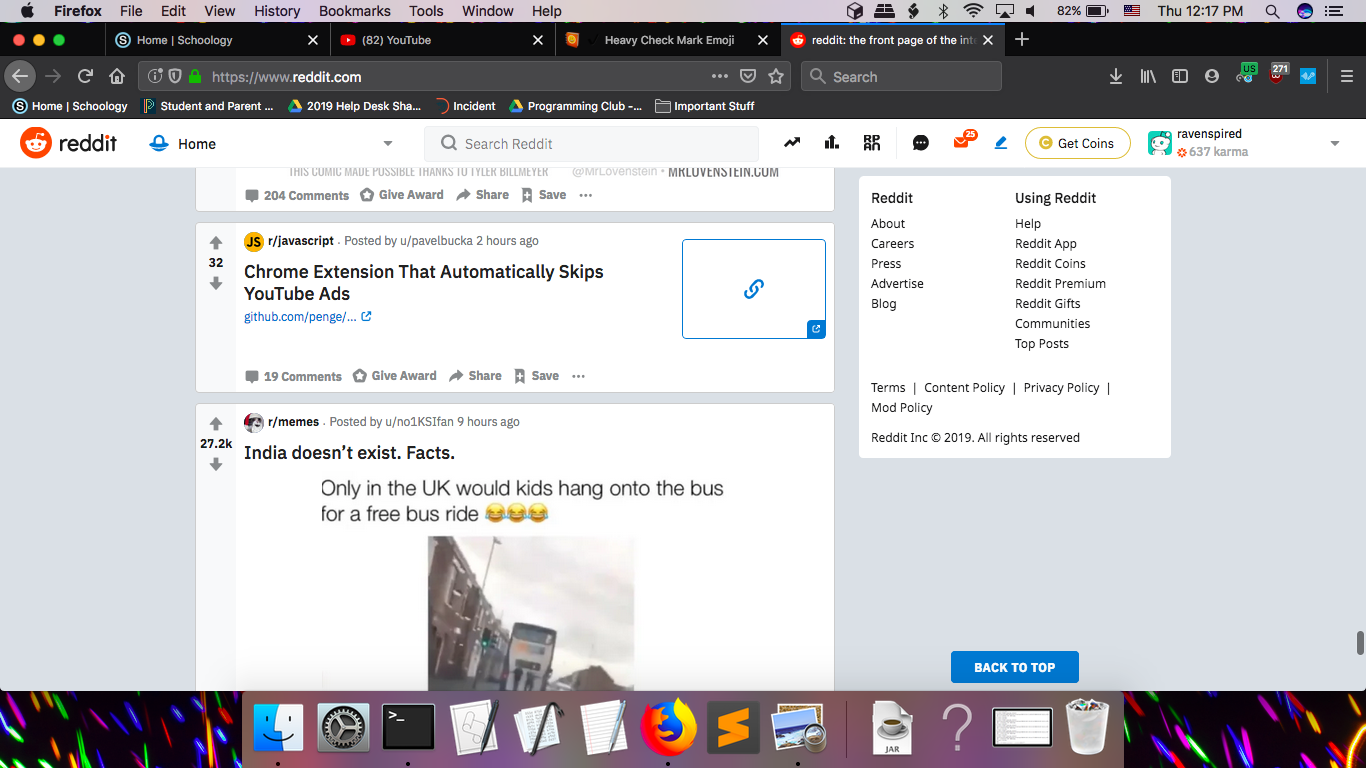 Firefox File Edit View History Bookmarks Tools Window Help 82% Thu 12:17 PM
Home | Schoology (82) YouTube Heavy Check Mark Emoji reddit: the front page of the inte
https://www.reddit.com Search US 271
Home | Schoology Student and Parent ... 2019 Help Desk Sha... Incident Programming Club -... Important Stuff
reddit Home Search Reddit 25 Get Coins ravenspired
637 karma
THIS COMIC MADE POSSIBLE THANKS TO TYLER BILLMEYER @MrLovenstein • MRLOVENSTEIN.COM
204 Comments Give Award Share Save ...
32
JS r/javascript · Posted by u/pavelbucka 2 hours ago
Chrome Extension That Automatically Skips
YouTube Ads
github.com/penge/...
19 Comments Give Award Share Save ...
27.2k
r/memes · Posted by u/no1KSIfan 9 hours ago
India doesn’t exist. Facts.
Only in the UK would kids hang onto the bus
for a free bus ride 😂😂😂
Reddit
About
Careers
Press
Advertise
Blog
Using Reddit
Help
Reddit App
Reddit Coins
Reddit Premium
Reddit Gifts
Communities
Top Posts
Terms | Content Policy | Privacy Policy |
Mod Policy
Reddit Inc © 2019. All rights reserved
BACK TO TOP
>_
JAR